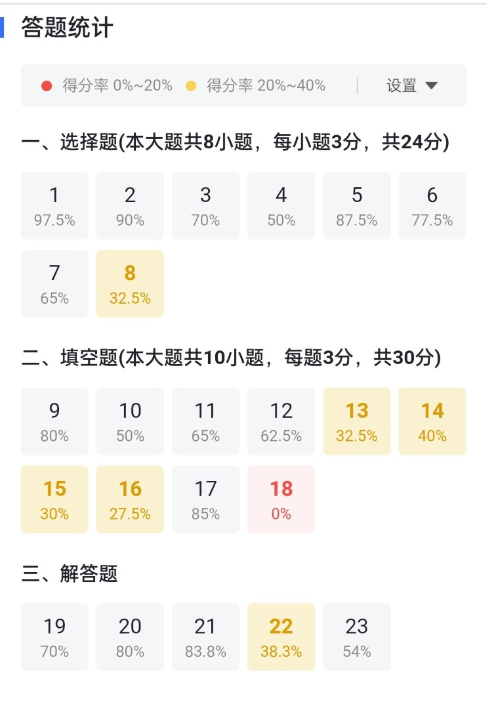 答题统计
得分率 0%~20% 得分率 20%~40% 设置
一、选择题(本大题共8小题，每小题3分，共24分)
1 2 3 4 5 6
97.5% 90% 70% 50% 87.5% 77.5%
7 8
65% 32.5%
二、填空题(本大题共10小题，每题3分，共30分)
9 10 11 12 13 14
80% 50% 65% 62.5% 32.5% 40%
15 16 17 18
30% 27.5% 85% 0%
三、解答题
19 20 21 22 23
70% 80% 83.8% 38.3% 54%